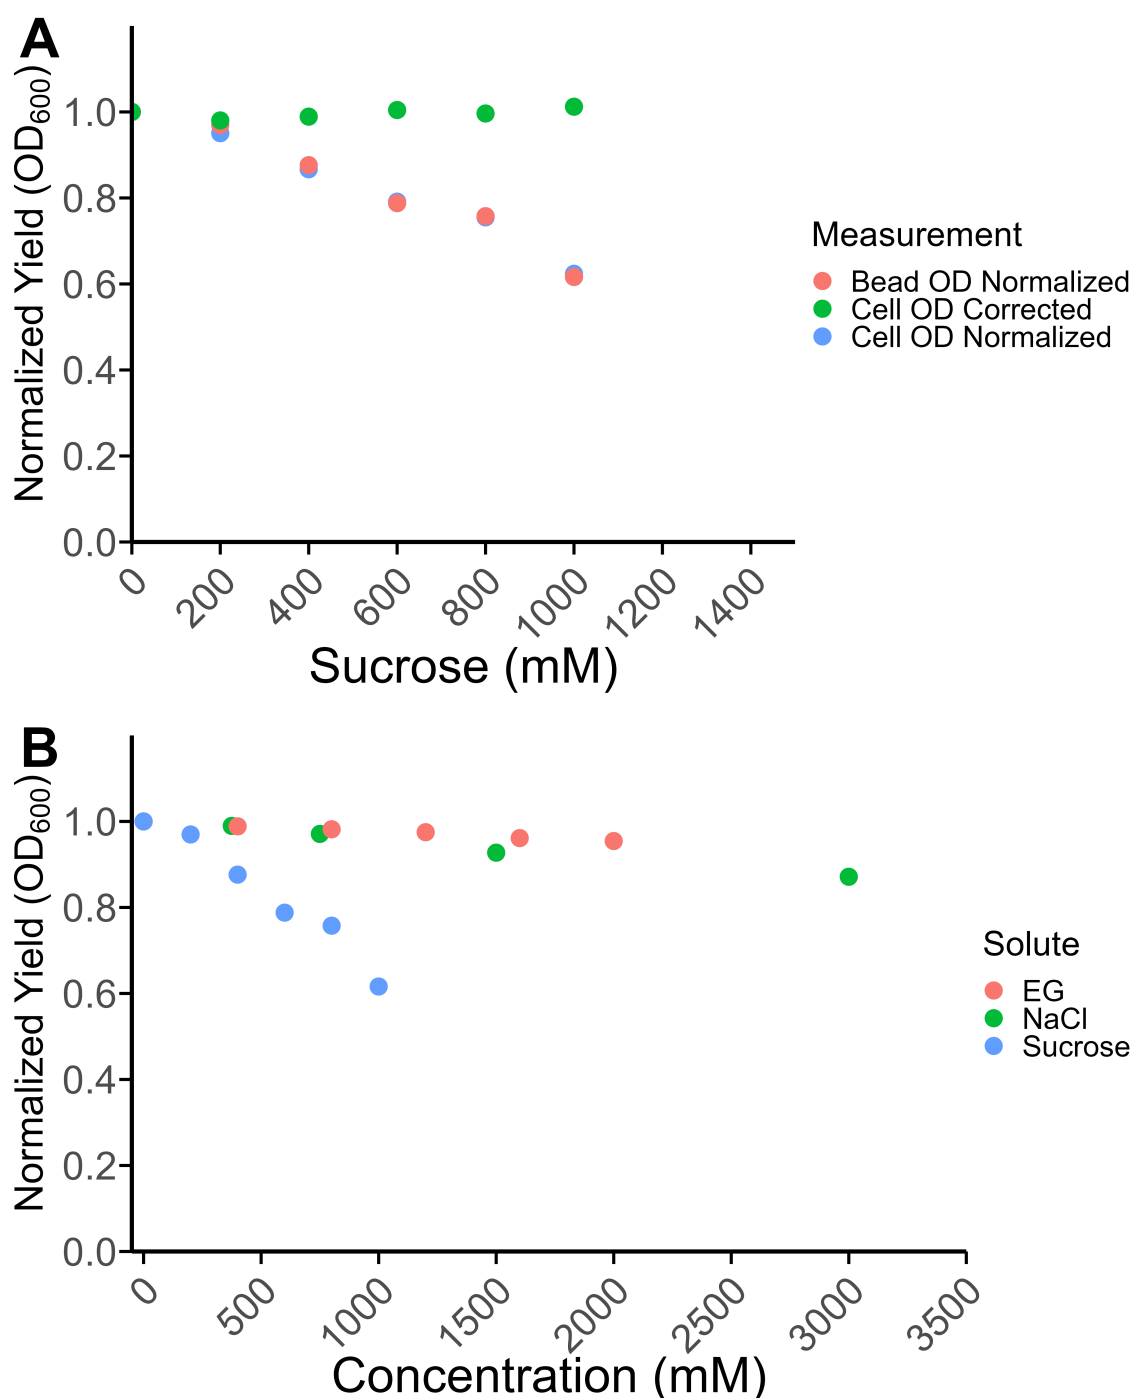 A
Normalized Yield (OD600)
1.0
0.8
0.6
0.4
0.2
0.0
0 200 400 600 800 1000 1200 1400
Sucrose (mM)
Measurement
Bead OD Normalized
Cell OD Corrected
Cell OD Normalized
B
Normalized Yield (OD600)
1.0
0.8
0.6
0.4
0.2
0.0
0 500 1000 1500 2000 2500 3000 3500
Concentration (mM)
Solute
EG
NaCl
Sucrose